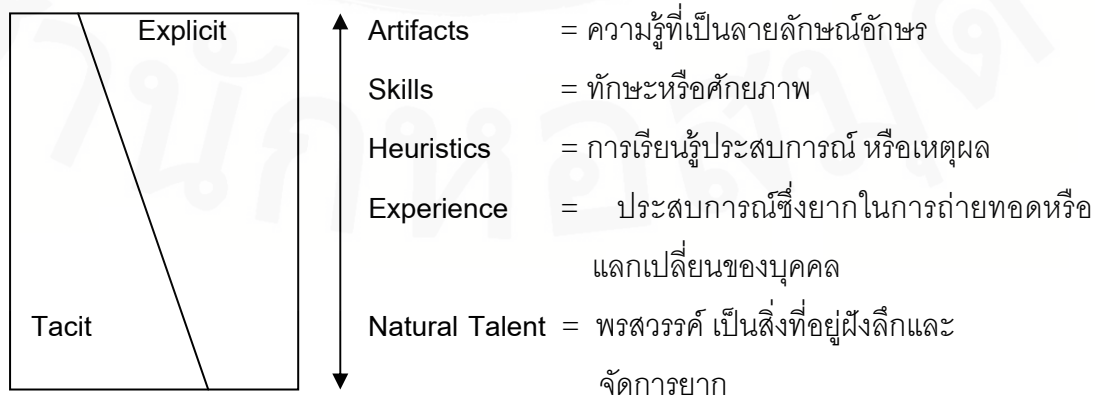 Explicit
Tacit
Artifacts = ความรู้ที่เป็นลายลักษณ์อักษร
Skills = ทักษะหรือศักยภาพ
Heuristics = การเรียนรู้ประสบการณ์ หรือเหตุผล
Experience = ประสบการณ์ซึ่งยากในการถ่ายทอดหรือ
แลกเปลี่ยนของบุคคล
Natural Talent = พรสวรรค์ เป็นสิ่งที่อยู่ฝังลึกและ
จัดการยาก